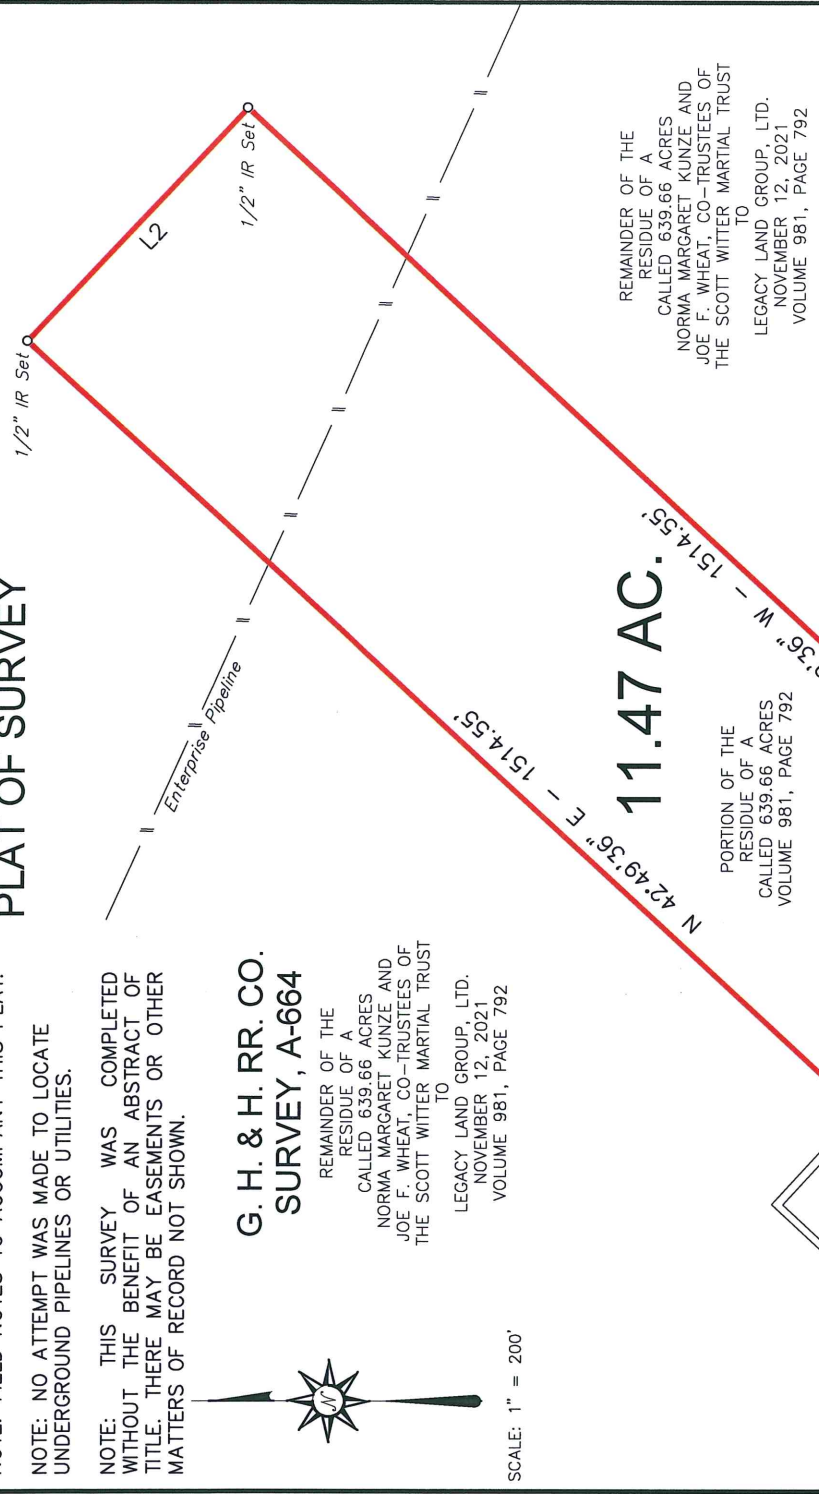 PLAT OF SURVEY
NOTE: NO ATTEMPT WAS MADE TO LOCATE
UNDERGROUND PIPELINES OR UTILITIES.
NOTE: THIS SURVEY WAS COMPLETED
WITHOUT THE BENEFIT OF AN ABSTRACT OF
TITLE. THERE MAY BE EASEMENTS OR OTHER
MATTERS OF RECORD NOT SHOWN.
G. H. & H. RR. CO.
SURVEY, A-664
REMAINDER OF THE
RESIDUE OF A
CALLED 639.66 ACRES
NORMA MARGARET KUNZE AND
JOE F. WHEAT, CO-TRUSTEES OF
THE SCOTT WITTER MARTIAL TRUST
TO
LEGACY LAND GROUP, LTD.
NOVEMBER 12, 2021
VOLUME 981, PAGE 792
N
SCALE: 1" = 200'
Enterprise Pipeline
1/2" IR Set
L2
1/2" IR Set
N 42°49'36" E - 1514.55'
11.47 AC.
PORTION OF THE
RESIDUE OF A
CALLED 639.66 ACRES
VOLUME 981, PAGE 792
36" W - 1514.55'
REMAINDER OF THE
RESIDUE OF A
CALLED 639.66 ACRES
NORMA MARGARET KUNZE AND
JOE F. WHEAT, CO-TRUSTEES OF
THE SCOTT WITTER MARTIAL TRUST
TO
LEGACY LAND GROUP, LTD.
NOVEMBER 12, 2021
VOLUME 981, PAGE 792